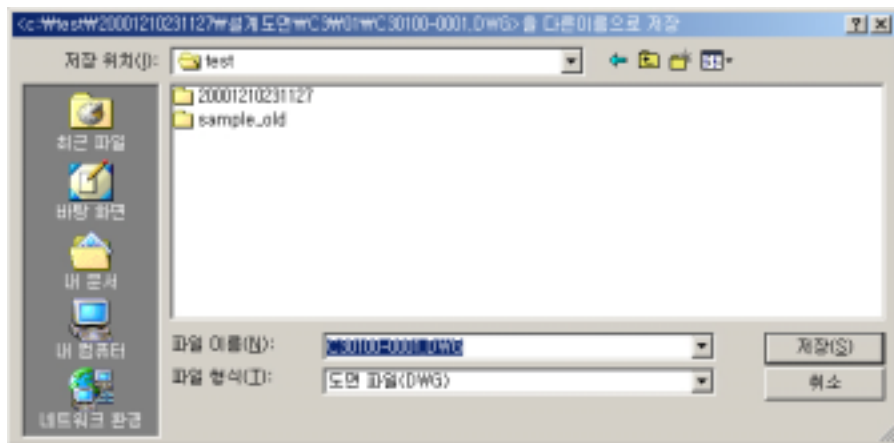 <c:₩test₩20001210231127₩설계도면₩C3₩01₩C30100-0001.DWG>을 다른이름으로 저장
저장 위치(I):
test
20001210231127
sample_old
최근 파일
바탕 화면
내 문서
내 컴퓨터
네트워크 환경
파일 이름(N):
C30100-0001.DWG
저장(S)
파일 형식(T):
도면 파일(DWG)
취소